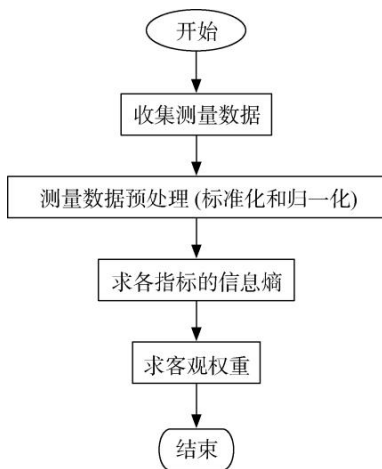 开始
收集测量数据
测量数据预处理 (标准化和归一化)
求各指标的信息熵
求客观权重
结束